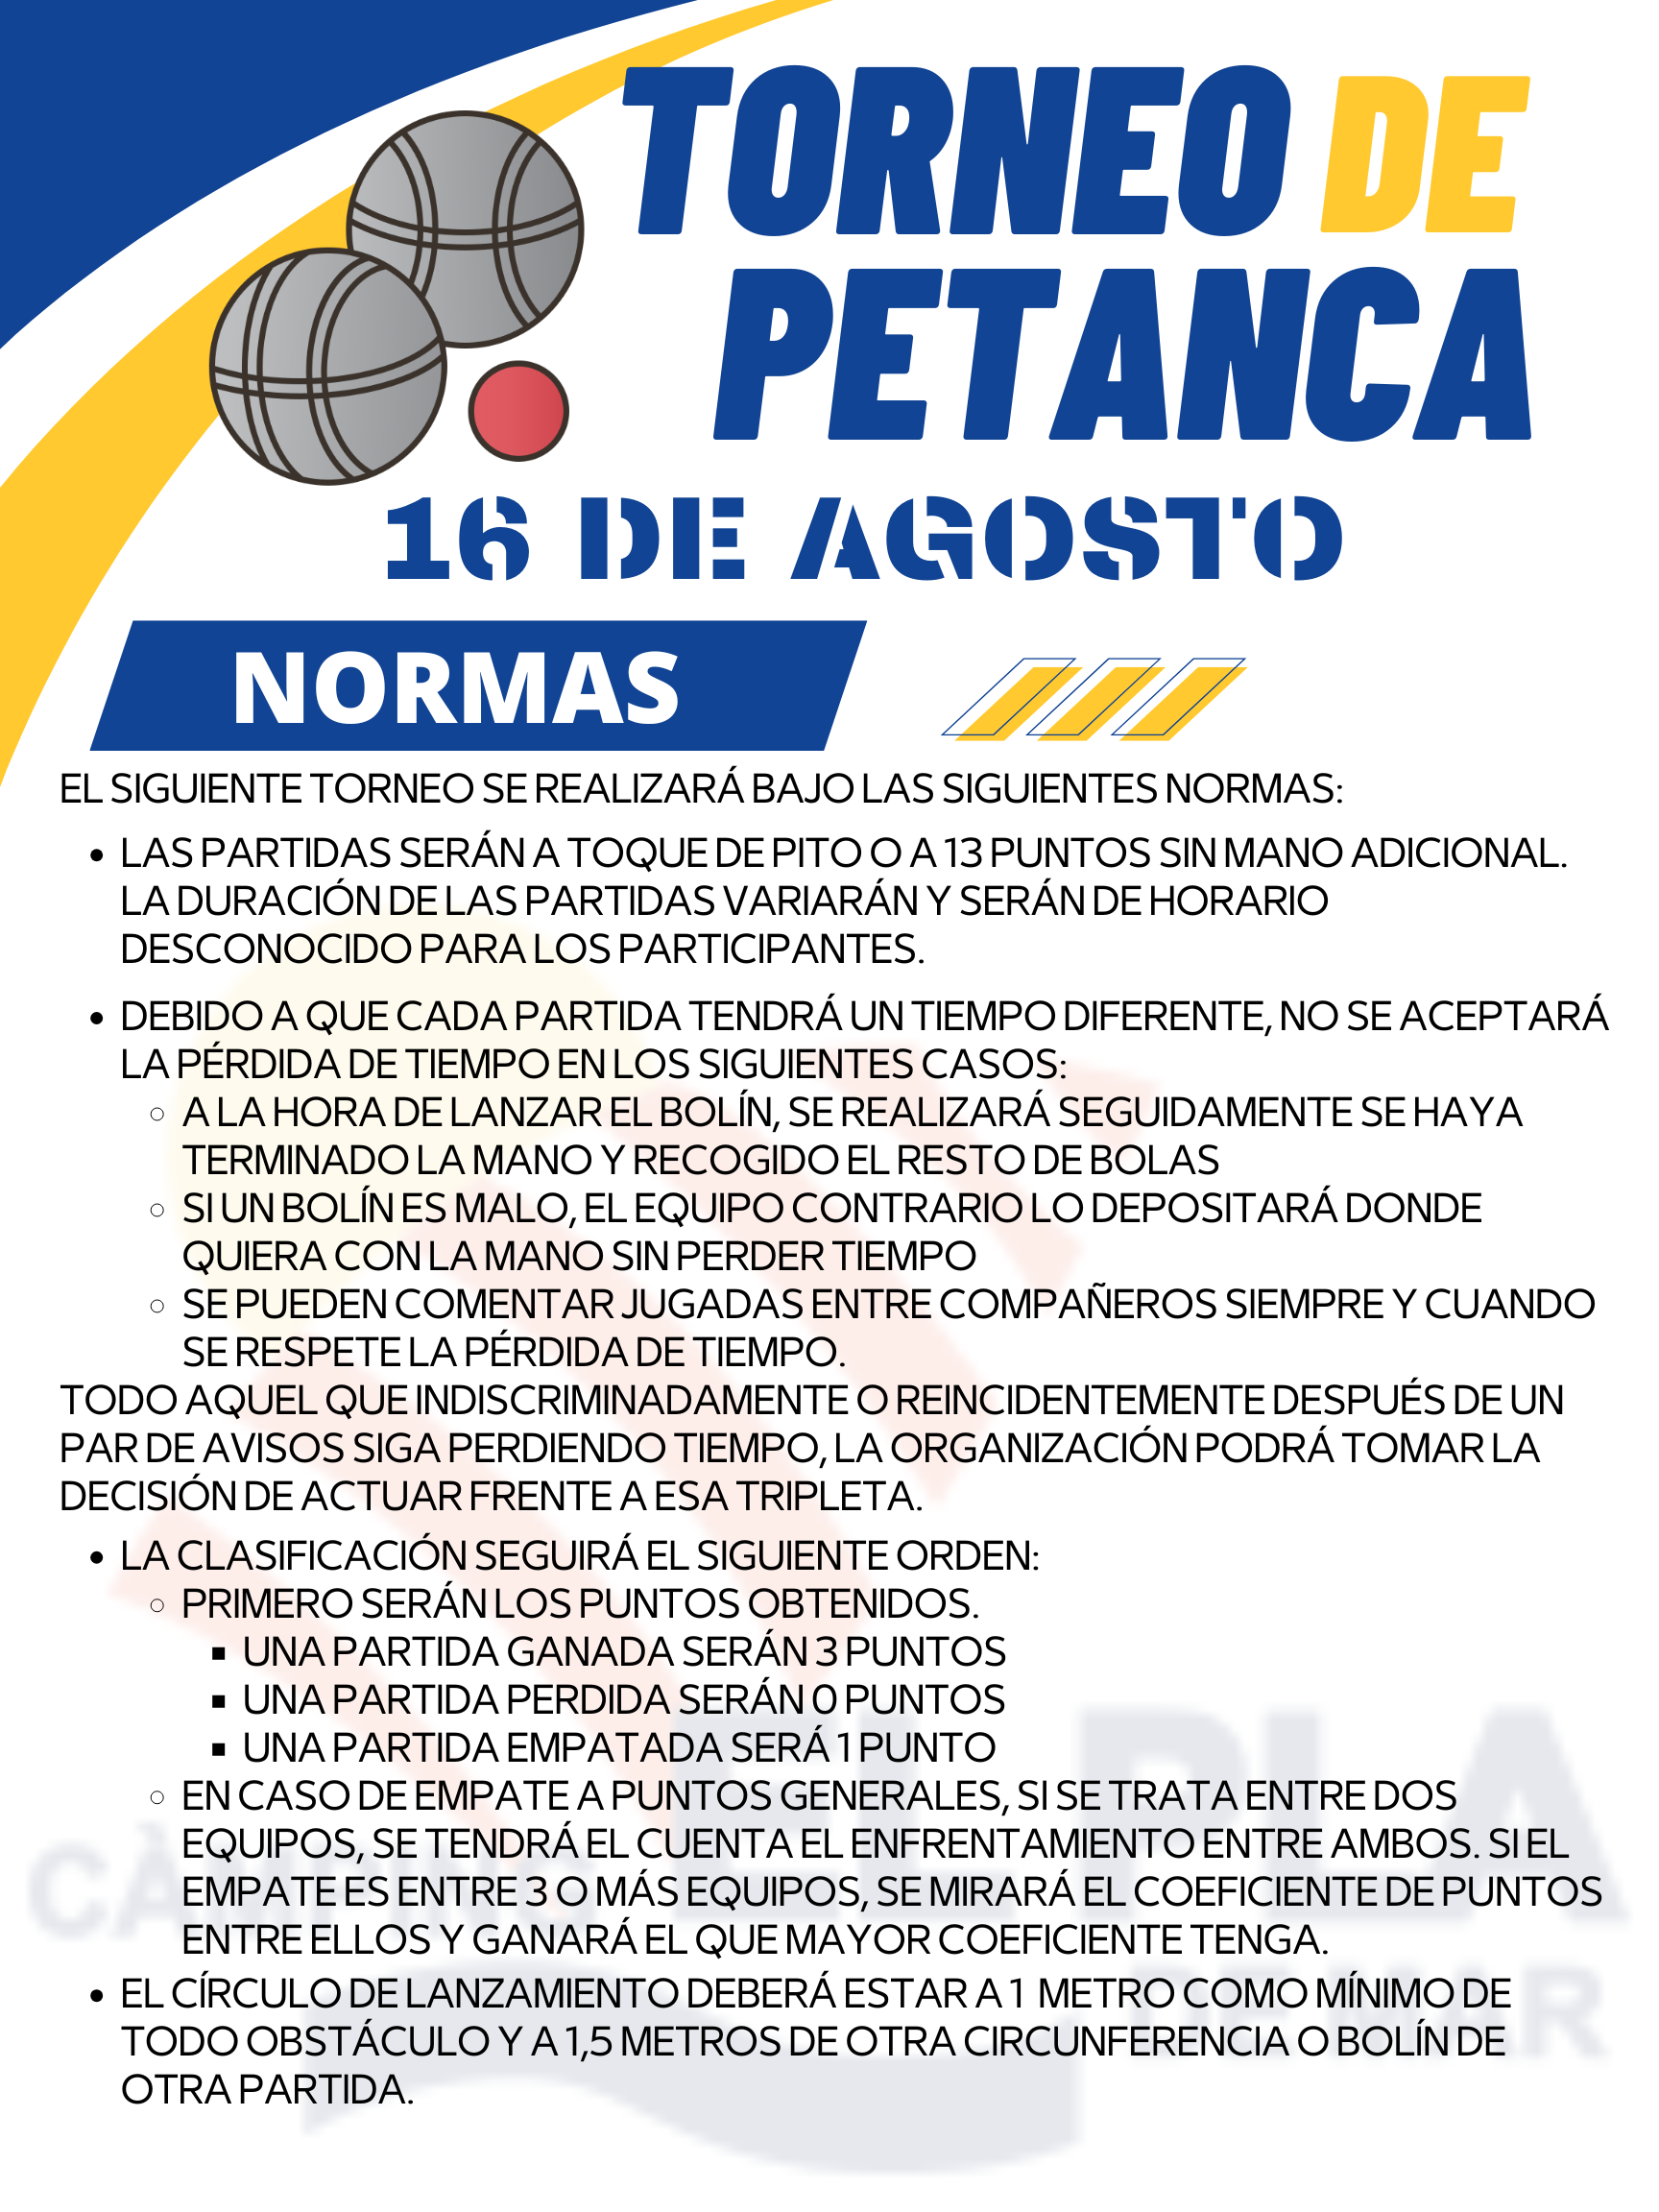 TORNEO DE
PETANCA
16 DE AGOSTO
NORMAS
EL SIGUIENTE TORNEO SE REALIZARÁ BAJO LAS SIGUIENTES NORMAS:
• LAS PARTIDAS SERÁN A TOQUE DE PITO O A 13 PUNTOS SIN MANO ADICIONAL.
LA DURACIÓN DE LAS PARTIDAS VARIARÁN Y SERÁN DE HORARIO
DESCONOCIDO PARA LOS PARTICIPANTES.
• DEBIDO A QUE CADA PARTIDA TENDRÁ UN TIEMPO DIFERENTE, NO SE ACEPTARÁ
LA PÉRDIDA DE TIEMPO EN LOS SIGUIENTES CASOS:
◦ A LA HORA DE LANZAR EL BOLÍN, SE REALIZARÁ SEGUIDAMENTE SE HAYA
TERMINADO LA MANO Y RECOGIDO EL RESTO DE BOLAS
◦ SI UN BOLÍN ES MALO, EL EQUIPO CONTRARIO LO DEPOSITARÁ DONDE
QUIERA CON LA MANO SIN PERDER TIEMPO
◦ SE PUEDEN COMENTAR JUGADAS ENTRE COMPAÑEROS SIEMPRE Y CUANDO
SE RESPETE LA PÉRDIDA DE TIEMPO.
TODO AQUEL QUE INDISCRIMINADAMENTE O REINCIDENTEMENTE DESPUÉS DE UN
PAR DE AVISOS SIGA PERDIENDO TIEMPO, LA ORGANIZACIÓN PODRÁ TOMAR LA
DECISIÓN DE ACTUAR FRENTE A ESA TRIPLETA.
• LA CLASIFICACIÓN SEGUIRÁ EL SIGUIENTE ORDEN:
◦ PRIMERO SERÁN LOS PUNTOS OBTENIDOS.
▪ UNA PARTIDA GANADA SERÁN 3 PUNTOS
▪ UNA PARTIDA PERDIDA SERÁN 0 PUNTOS
▪ UNA PARTIDA EMPATADA SERÁ 1 PUNTO
◦ EN CASO DE EMPATE A PUNTOS GENERALES, SI SE TRATA ENTRE DOS
EQUIPOS, SE TENDRÁ EL CUENTA EL ENFRENTAMIENTO ENTRE AMBOS. SI EL
EMPATE ES ENTRE 3 O MÁS EQUIPOS, SE MIRARÁ EL COEFICIENTE DE PUNTOS
ENTRE ELLOS Y GANARÁ EL QUE MAYOR COEFICIENTE TENGA.
• EL CÍRCULO DE LANZAMIENTO DEBERÁ ESTAR A 1 METRO COMO MÍNIMO DE
TODO OBSTÁCULO Y A 1,5 METROS DE OTRA CIRCUNFERENCIA O BOLÍN DE
OTRA PARTIDA.
CÀMPING EL PLA
DE MAR